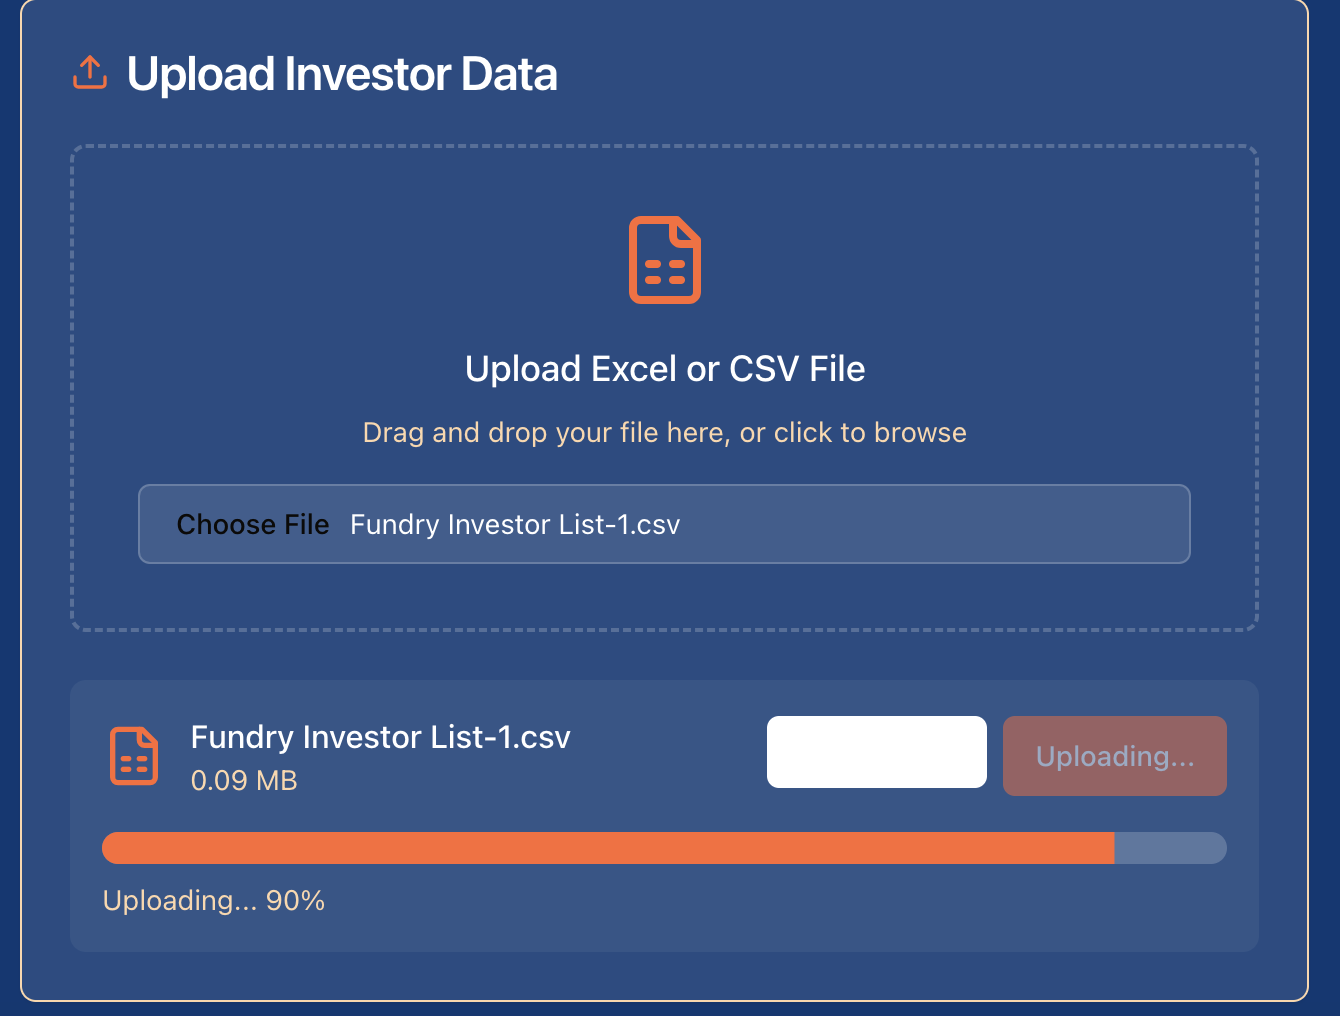 Upload Investor Data
Upload Excel or CSV File
Drag and drop your file here, or click to browse
Choose File Fundry Investor List-1.csv
Fundry Investor List-1.csv
0.09 MB
Uploading...
Uploading... 90%